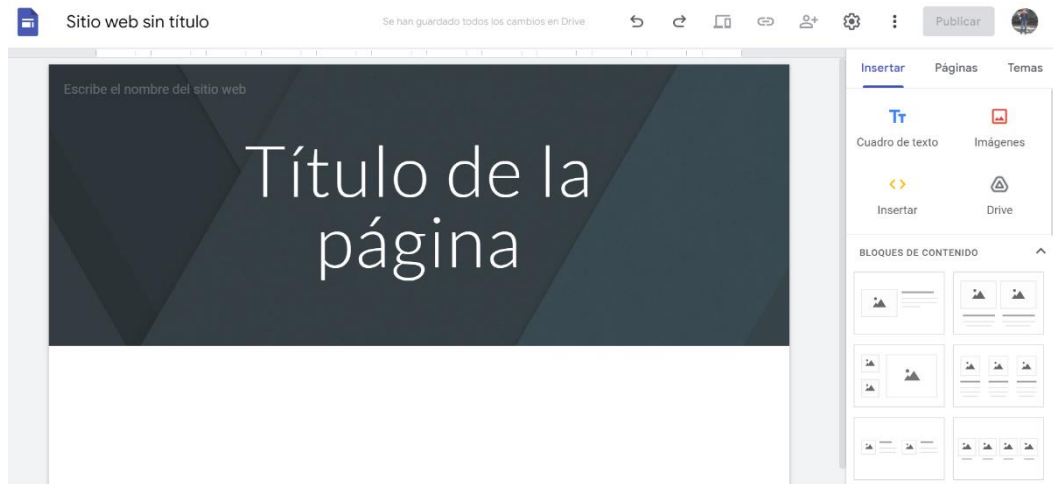 Sitio web sin título
Se han guardado todos los cambios en Drive
Publicar
Escribe el nombre del sitio web
Título de la
página
Insertar Páginas Temas
Tт
Cuadro de texto Imágenes
Insertar Drive
BLOQUES DE CONTENIDO